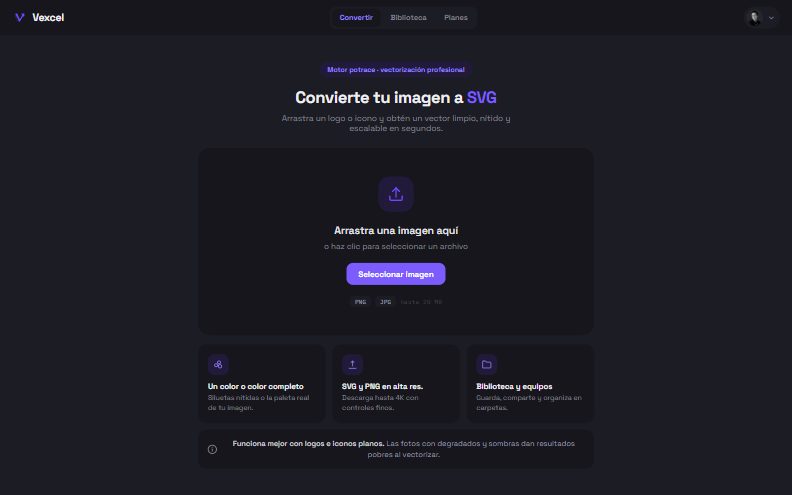 Vexcel
Convertir
Biblioteca
Planes
Motor potrace · vectorización profesional
Convierte tu imagen a SVG
Arrastra un logo o icono y obtén un vector limpio, nítido y
escalable en segundos.
Arrastra una imagen aquí
o haz clic para seleccionar un archivo
Seleccionar imagen
PNG
JPG
hasta 20 MB
Un color o color completo
Siluetas nítidas o la paleta real
de tu imagen.
SVG y PNG en alta res.
Descarga hasta 4K con
controles finos.
Biblioteca y equipos
Guarda, comparte y organiza en
carpetas.
Funciona mejor con logos e iconos planos. Las fotos con degradados y sombras dan resultados
pobres al vectorizar.